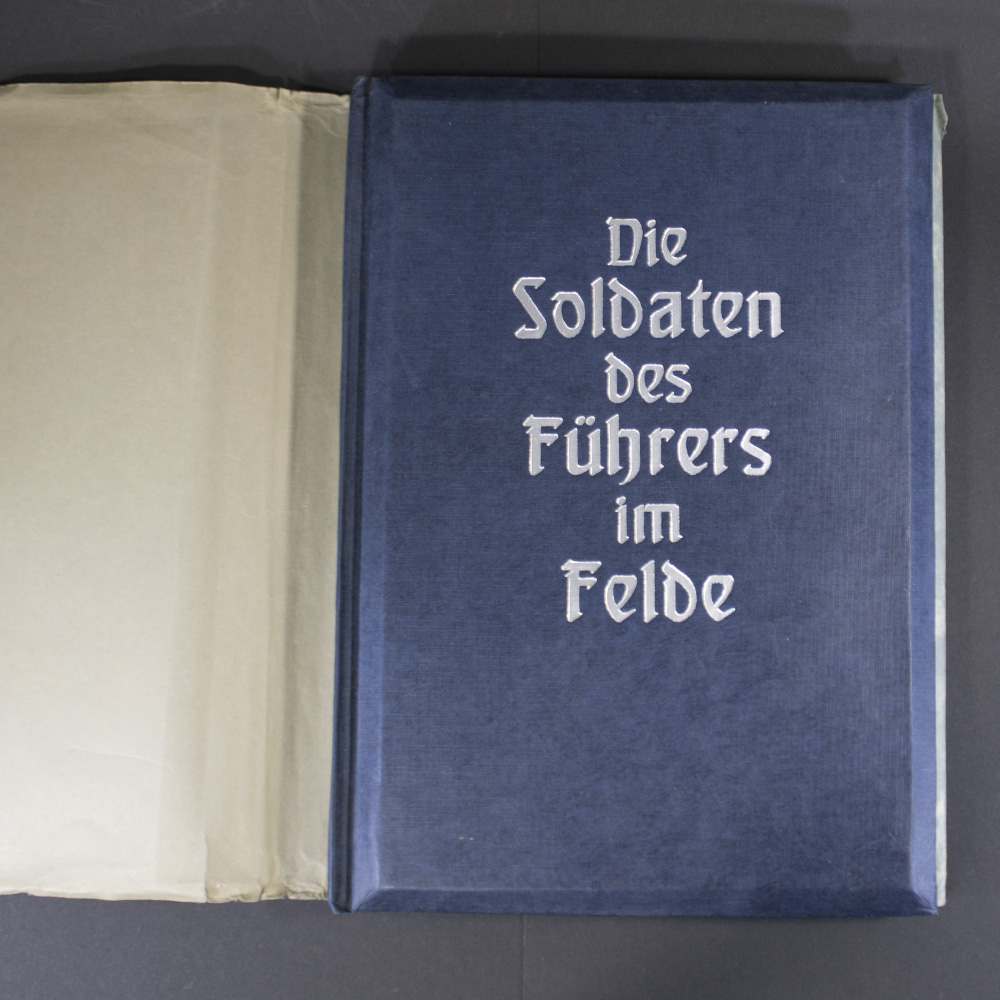 Die
Soldaten
des
Führers
im
Felde